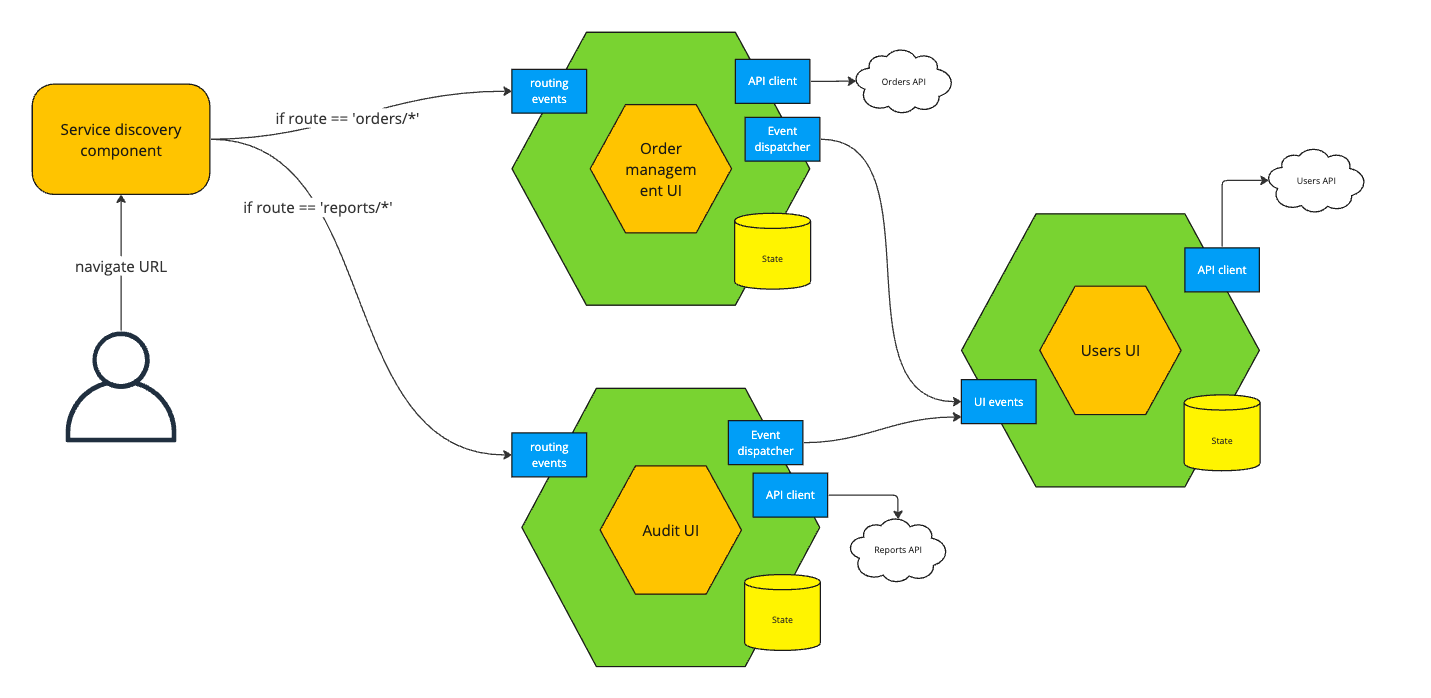 Service discovery
component
navigate URL
if route == 'orders/*'
if route == 'reports/*'
routing
events
Order
managem
ent UI
API client
Event
dispatcher
State
Orders API
routing
events
Audit UI
Event
dispatcher
API client
State
Reports API
UI events
Users UI
API client
State
Users API